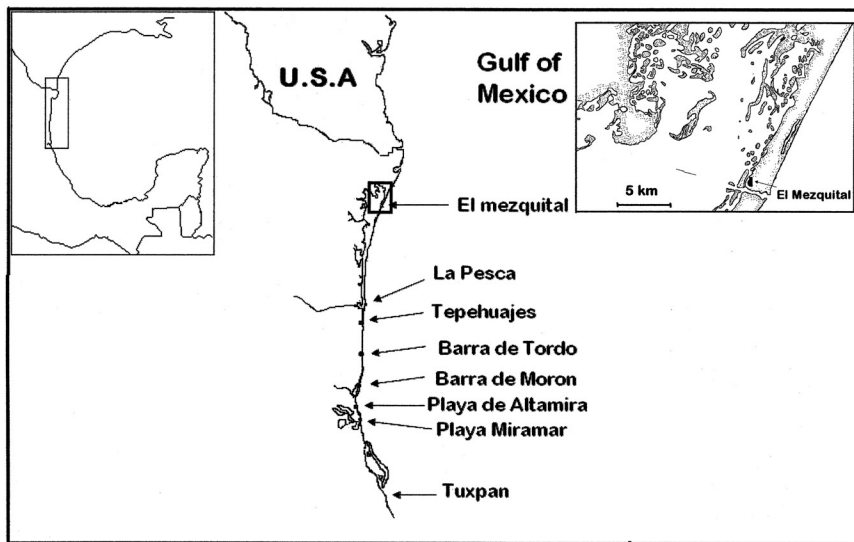 U.S.A
Gulf of
Mexico
5 km
El Mezquital
El mezquital
La Pesca
Tepehuajes
Barra de Tordo
Barra de Moron
Playa de Altamira
Playa Miramar
Tuxpan